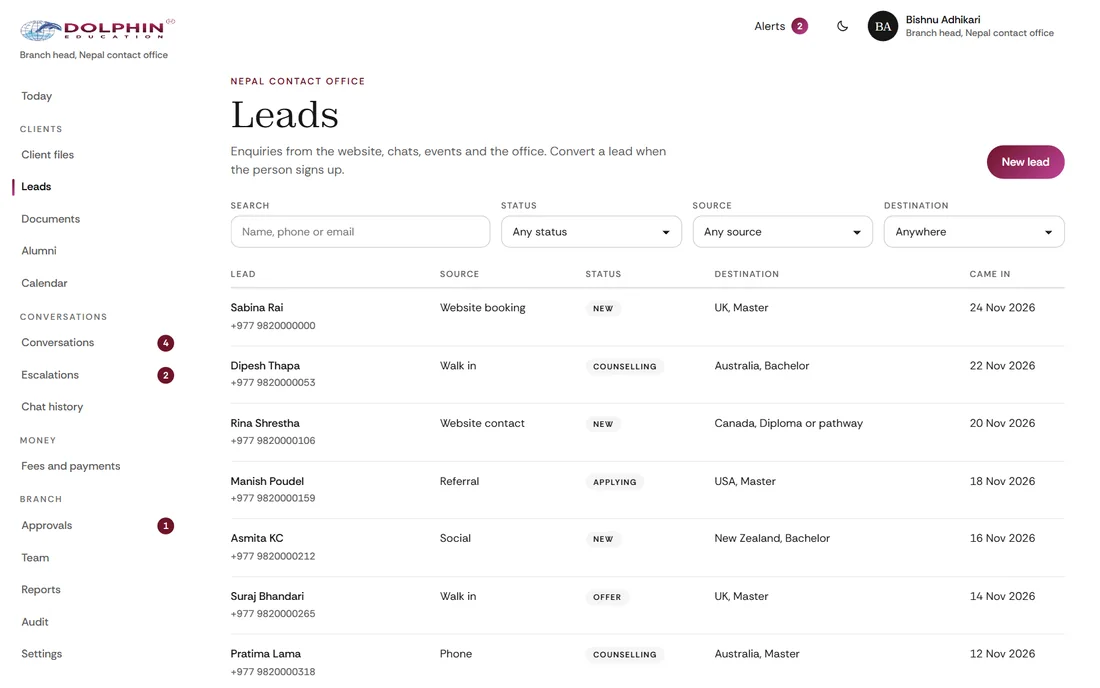 DOLPHIN
EDUCATION
Branch head, Nepal contact office
Alerts 2
BA
Bishnu Adhikari
Branch head, Nepal contact office
Today
CLIENTS
Client files
Leads
Documents
Alumni
Calendar
CONVERSATIONS
Conversations 4
Escalations 2
Chat history
MONEY
Fees and payments
BRANCH
Approvals 1
Team
Reports
Audit
Settings
NEPAL CONTACT OFFICE
Leads
Enquiries from the website, chats, events and the office. Convert a lead when
the person signs up.
New lead
SEARCH STATUS SOURCE DESTINATION
Name, phone or email Any status Any source Anywhere
LEAD SOURCE STATUS DESTINATION CAME IN
Sabina Rai Website booking NEW UK, Master 24 Nov 2026
+977 9820000000
Dipesh Thapa Walk in COUNSELLING Australia, Bachelor 22 Nov 2026
+977 9820000053
Rina Shrestha Website contact NEW Canada, Diploma or pathway 20 Nov 2026
+977 9820000106
Manish Poudel Referral APPLYING USA, Master 18 Nov 2026
+977 9820000159
Asmita KC Social NEW New Zealand, Bachelor 16 Nov 2026
+977 9820000212
Suraj Bhandari Walk in OFFER UK, Master 14 Nov 2026
+977 9820000265
Pratima Lama Phone COUNSELLING Australia, Master 12 Nov 2026
+977 9820000318